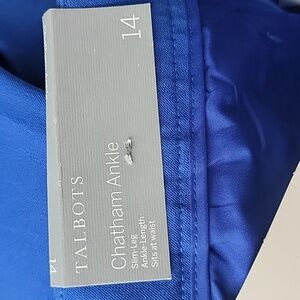 TALBOTS
14
Chatham Ankle
Slim-Leg
Ankle-Length
Sits at waist